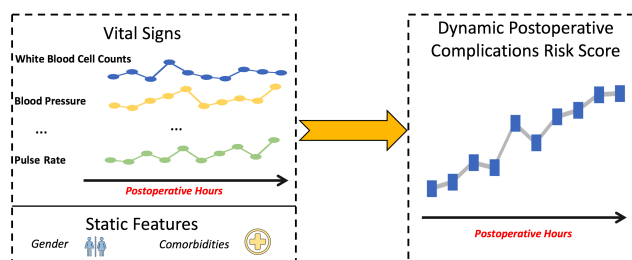 Vital Signs
White Blood Cell Counts
Blood Pressure
...
...
Pulse Rate
Postoperative Hours
Static Features
Gender
Comorbidities
Dynamic Postoperative
Complications Risk Score
Postoperative Hours